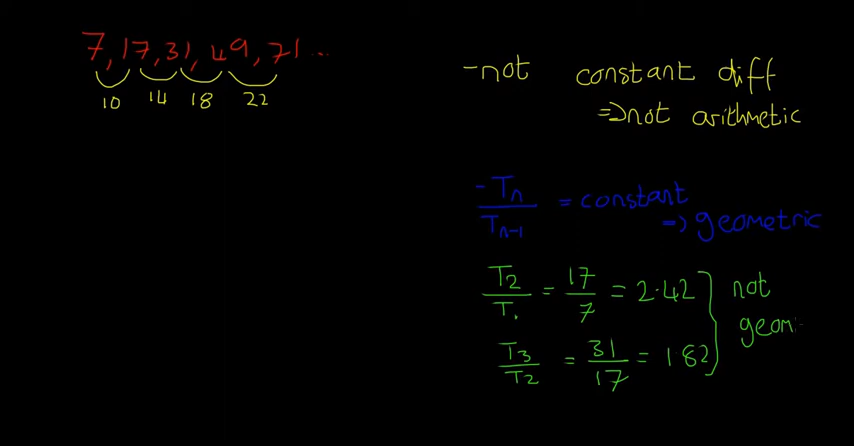 7, 17, 31, 49, 71 ...
10 14 18 22
-not constant diff
=> not arithmetic
-Tn / Tn-1 = constant
=> geometric
T2 / T1 = 17 / 7 = 2.42
T3 / T2 = 31 / 17 = 1.82
not
geom